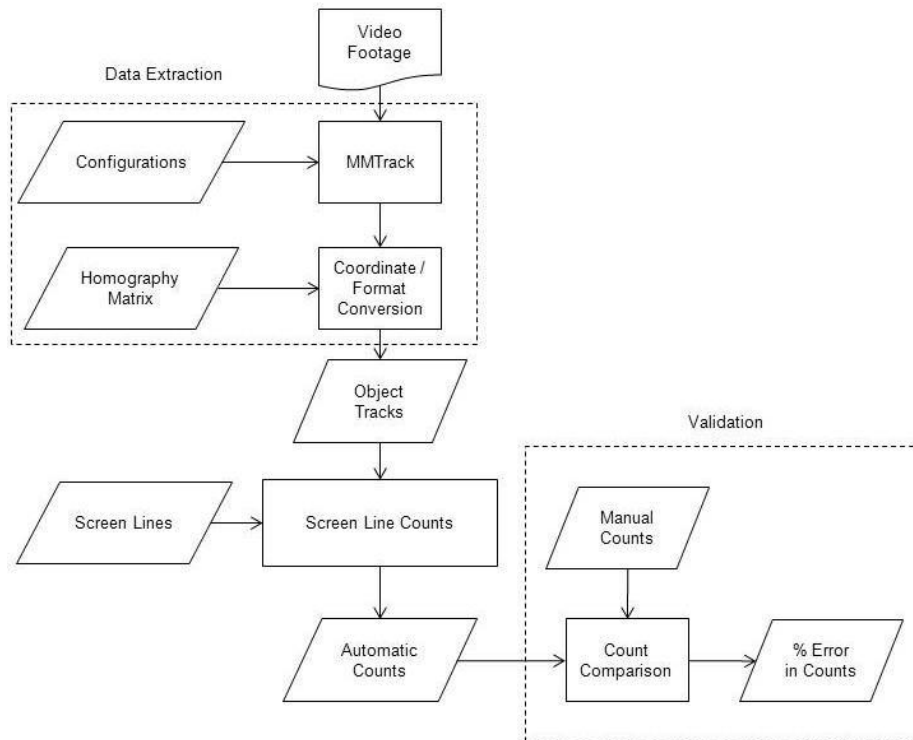 Video
Footage
Data Extraction
Configurations
MMTrack
Homography
Matrix
Coordinate /
Format
Conversion
Object
Tracks
Validation
Screen Lines
Screen Line Counts
Manual
Counts
Automatic
Counts
Count
Comparison
% Error
in Counts